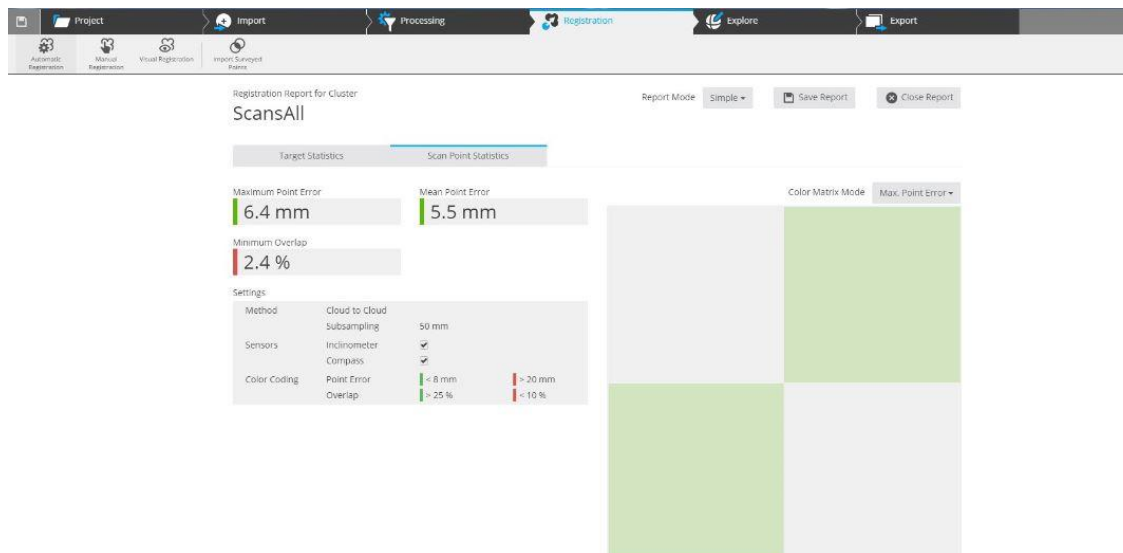 Project
Import
Processing
Registration
Explore
Export
Automatic Registration
Manual Registration
Visual Registration
Import Surveyed Points
Registration Report for Cluster
ScansAll
Report Mode Simple
Save Report
Close Report
Target Statistics
Scan Point Statistics
Maximum Point Error
6.4 mm
Mean Point Error
5.5 mm
Color Matrix Mode Max. Point Error
Minimum Overlap
2.4 %
Settings
Method Cloud to Cloud
Subsampling 50 mm
Sensors Inclinometer
Compass
Color Coding Point Error < 8 mm > 20 mm
Overlap > 25 % < 10 %